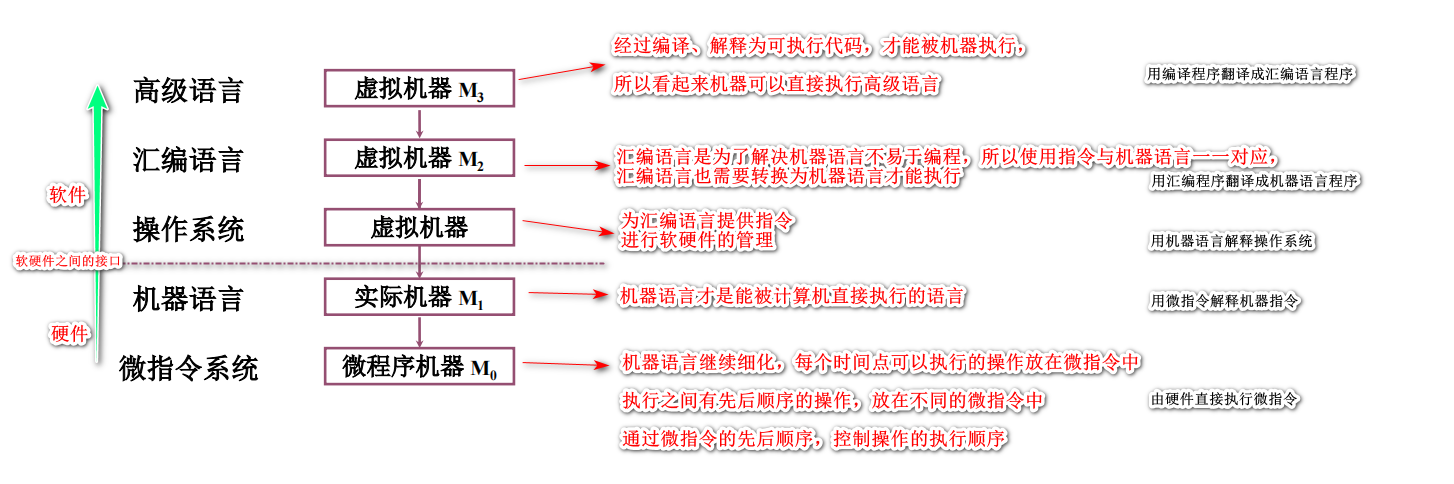 经过编译、解释为可执行代码，才能被机器执行，
高级语言
虚拟机器 M3
所以看起来机器可以直接执行高级语言
用编译程序翻译成汇编语言程序
汇编语言
虚拟机器 M2
汇编语言是为了解决机器语言不易于编程，所以使用指令与机器语言一一对应，
汇编语言也需要转换为机器语言才能执行
用汇编程序翻译成机器语言程序
软件
操作系统
虚拟机器
为汇编语言提供指令
进行软硬件的管理
用机器语言解释操作系统
软硬件之间的接口
机器语言
实际机器 M1
机器语言才是能被计算机直接执行的语言
用微指令解释机器指令
硬件
微指令系统
微程序机器 M0
机器语言继续细化，每个时间点可以执行的操作放在微指令中
执行之间有先后顺序的操作，放在不同的微指令中
由硬件直接执行微指令
通过微指令的先后顺序，控制操作的执行顺序